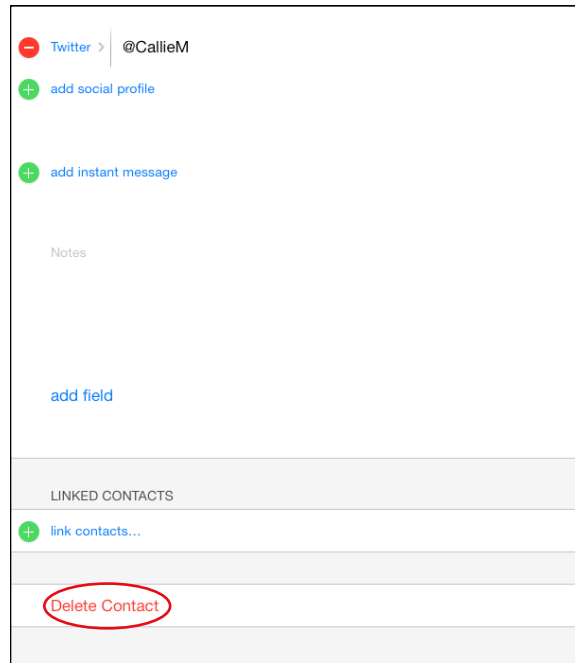 Twitter @CallieM
add social profile
add instant message
Notes
add field
LINKED CONTACTS
link contacts...
Delete Contact